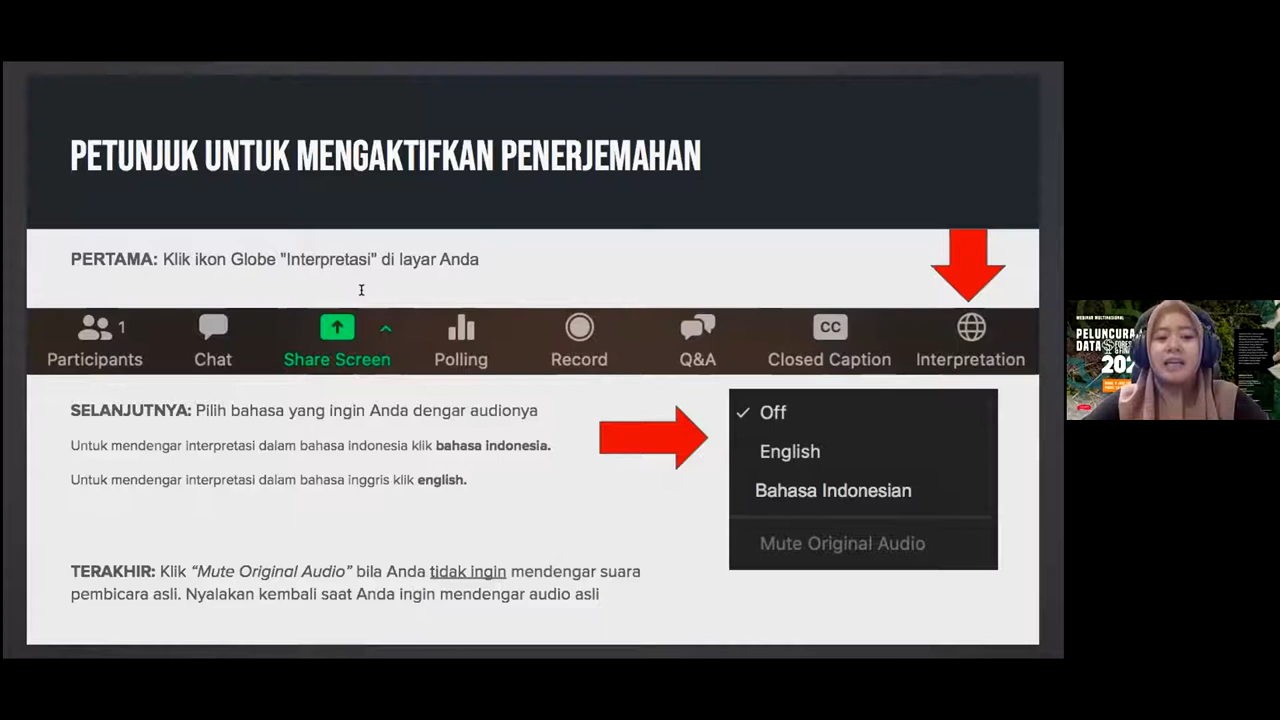 PETUNJUK UNTUK MENGAKTIFKAN PENERJEMAHAN
PERTAMA: Klik ikon Globe "Interpretasi" di layar Anda
1
Participants
Chat
Share Screen
Polling
Record
Q&A
CC
Closed Caption
Interpretation
SELANJUTNYA: Pilih bahasa yang ingin Anda dengar audionya
Untuk mendengar interpretasi dalam bahasa Indonesia klik bahasa indonesia.
Untuk mendengar interpretasi dalam bahasa inggris klik english.
✓ Off
English
Bahasa Indonesian
Mute Original Audio
TERAKHIR: Klik “Mute Original Audio” bila Anda tidak ingin mendengar suara
pembicara asli. Nyalakan kembali saat Anda ingin mendengar audio asli
WEBINAR MULTINASIONAL
PELUNCURA
DATA